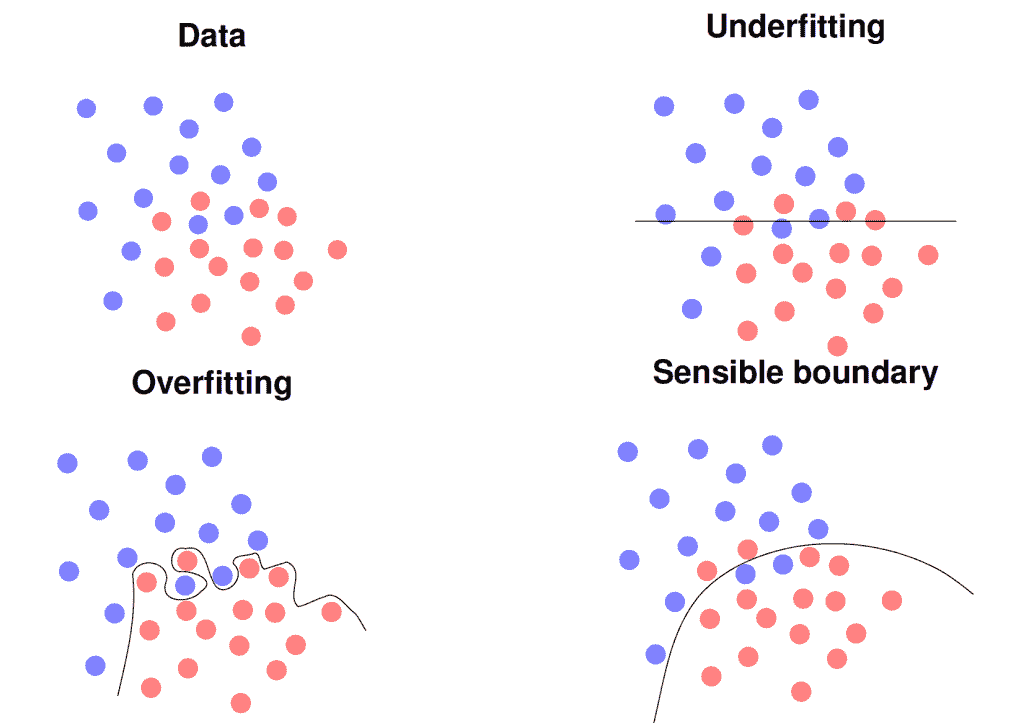 Data
Underfitting
Overfitting
Sensible boundary